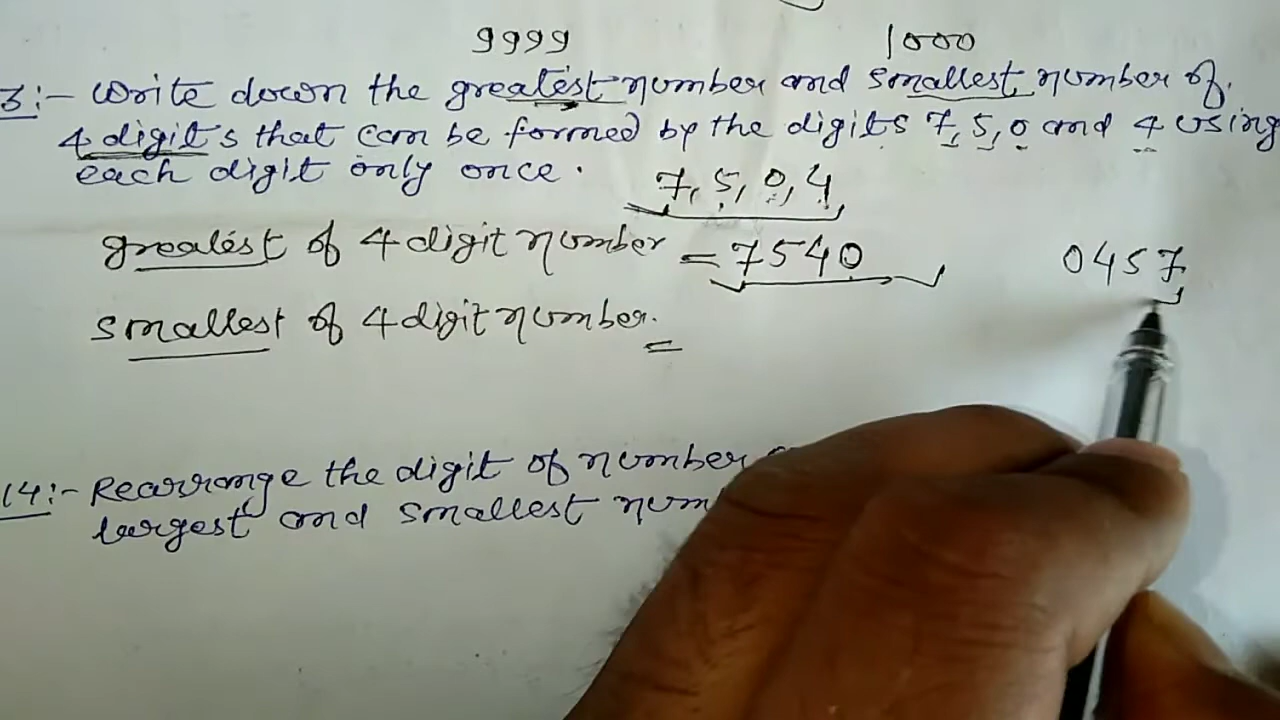 9999 1000
3:- Write down the greatest number and smallest number of
4 digits that can be formed by the digits 7, 5, 0 and 4 using
each digit only once.
7, 5, 0, 4
greatest of 4 digit number = 7540 0457
smallest of 4 digit number. =
14:- Rearrange the digit of number
largest and smallest num